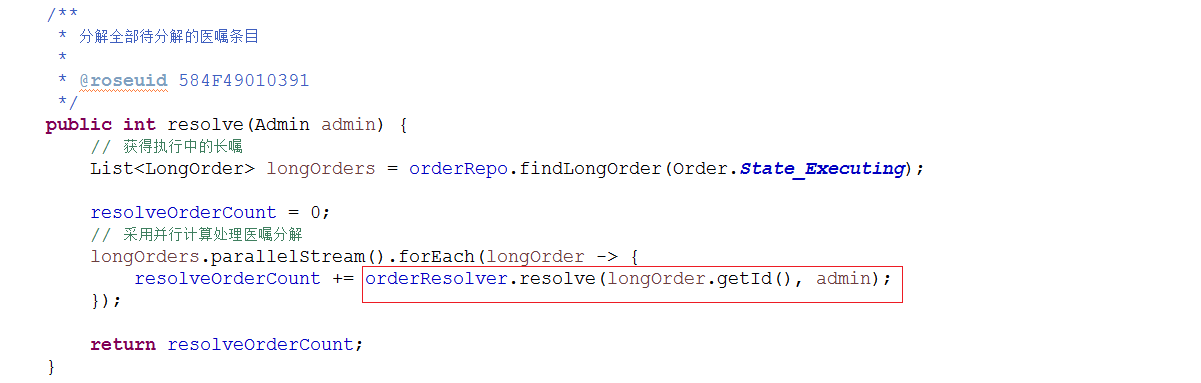 /**
 * 分解全部待分解的医嘱条目
 *
 * @roseuid 584F49010391
 */
public int resolve(Admin admin) {
    // 获得执行中的长嘱
    List<LongOrder> longOrders = orderRepo.findLongOrder(Order.State_Executing);

    resolveOrderCount = 0;
    // 采用并行计算处理医嘱分解
    longOrders.parallelStream().forEach(longOrder -> {
        resolveOrderCount += orderResolver.resolve(longOrder.getId(), admin);
    });

    return resolveOrderCount;
}